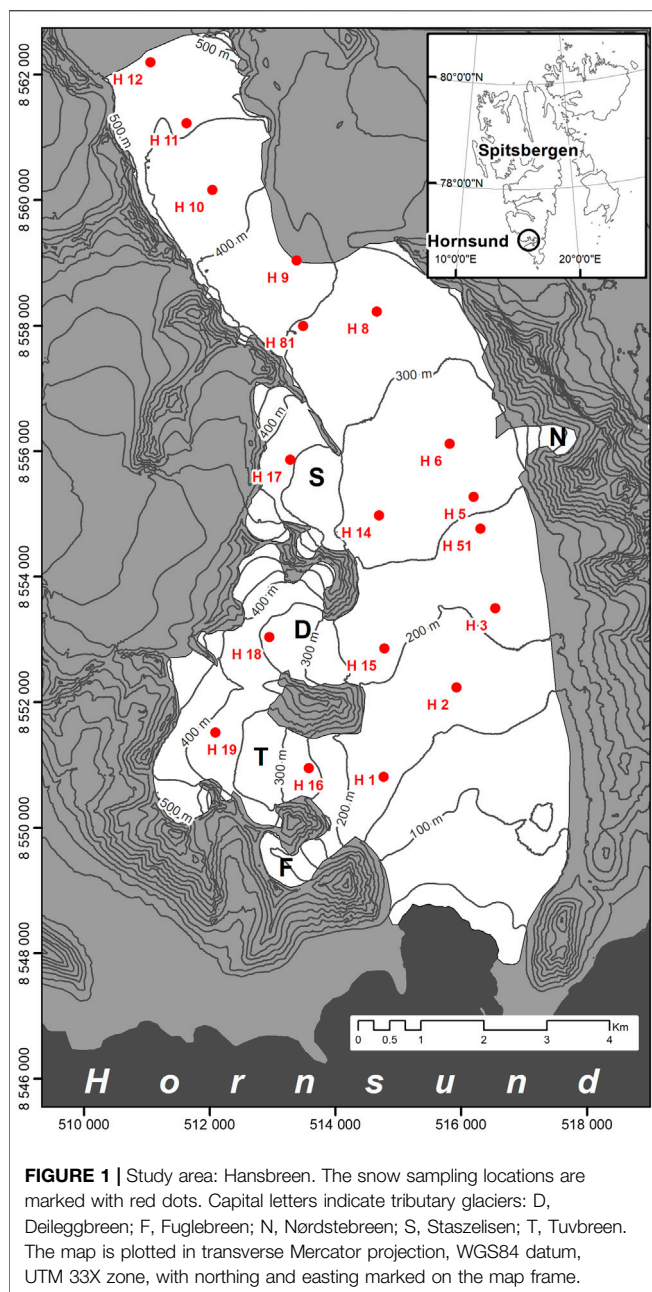 8 562 000
8 560 000
8 558 000
8 556 000
8 554 000
8 552 000
8 550 000
8 548 000
8 546 000
500 m
H 12
500 m
H 11
H 10
400 m
H 9
H 8
H 81
300 m
400 m
H 6
N
H 17
S
H 5
H 14
H 51
400 m
H 3
D
200 m
H 18
300 m
H 15
H 2
400 m
H 19
T
300 m
H 16
H 1
200 m
500 m
100 m
F
80°0'0"N
Spitsbergen
78°0'0"N
Hornsund
10°0'0"E
20°0'0"E
Km
0 0.5 1 2 3 4
Hornsund
510 000 512 000 514 000 516 000 518 000
FIGURE 1 | Study area: Hansbreen. The snow sampling locations are
marked with red dots. Capital letters indicate tributary glaciers: D,
Deileggbreen; F, Fuglebreen; N, Nørdstebreen; S, Staszelisen; T, Tuvbreen.
The map is plotted in transverse Mercator projection, WGS84 datum,
UTM 33X zone, with northing and easting marked on the map frame.